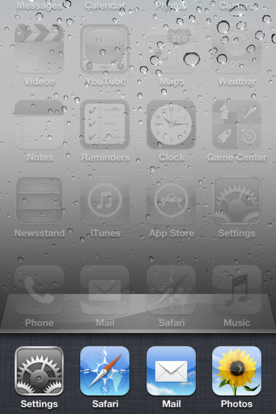 Messages Calendar Photos Camera
Videos YouTube Maps Weather
Notes Reminders Clock Game Center
Newsstand iTunes App Store Settings
Phone Mail Safari Music
Settings Safari Mail Photos